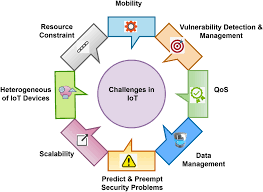 Mobility
Resource
Constraint
Vulnerability Detection &
Management
Heterogeneous
of IoT Devices
Challenges in
IoT
QoS
Scalability
Data
Management
Predict & Preempt
Security Problems